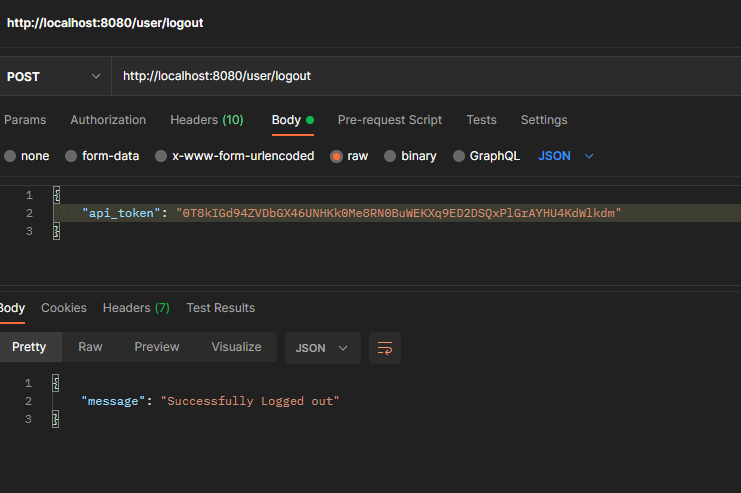 http://localhost:8080/user/logout
POST http://localhost:8080/user/logout
Params Authorization Headers (10) Body Pre-request Script Tests Settings
none form-data x-www-form-urlencoded raw binary GraphQL JSON
1 {
2 "api_token": "0T8kIGd94ZVDbGX46UNHKk0Me8RN0BuWEKXq9ED2DSQxPlGrAYHU4KdWlkdm"
3 }
Body Cookies Headers (7) Test Results
Pretty Raw Preview Visualize JSON
1 {
2 "message": "Successfully Logged out"
3 }